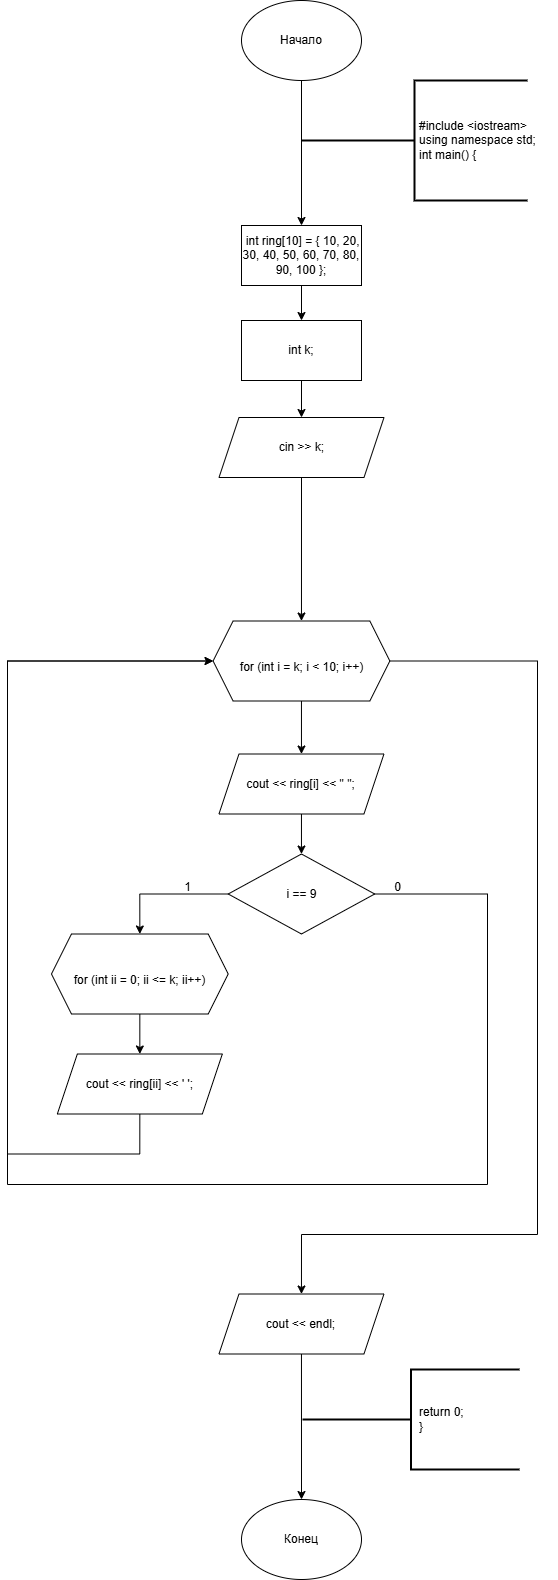 Начало
#include <iostream>
using namespace std;
int main() {
int ring[10] = { 10, 20,
30, 40, 50, 60, 70, 80,
90, 100 };
int k;
cin >> k;
for (int i = k; i < 10; i++)
cout << ring[i] << " ";
i == 9
1
0
for (int ii = 0; ii <= k; ii++)
cout << ring[ii] << ' ';
cout << endl;
return 0;
}
Конец